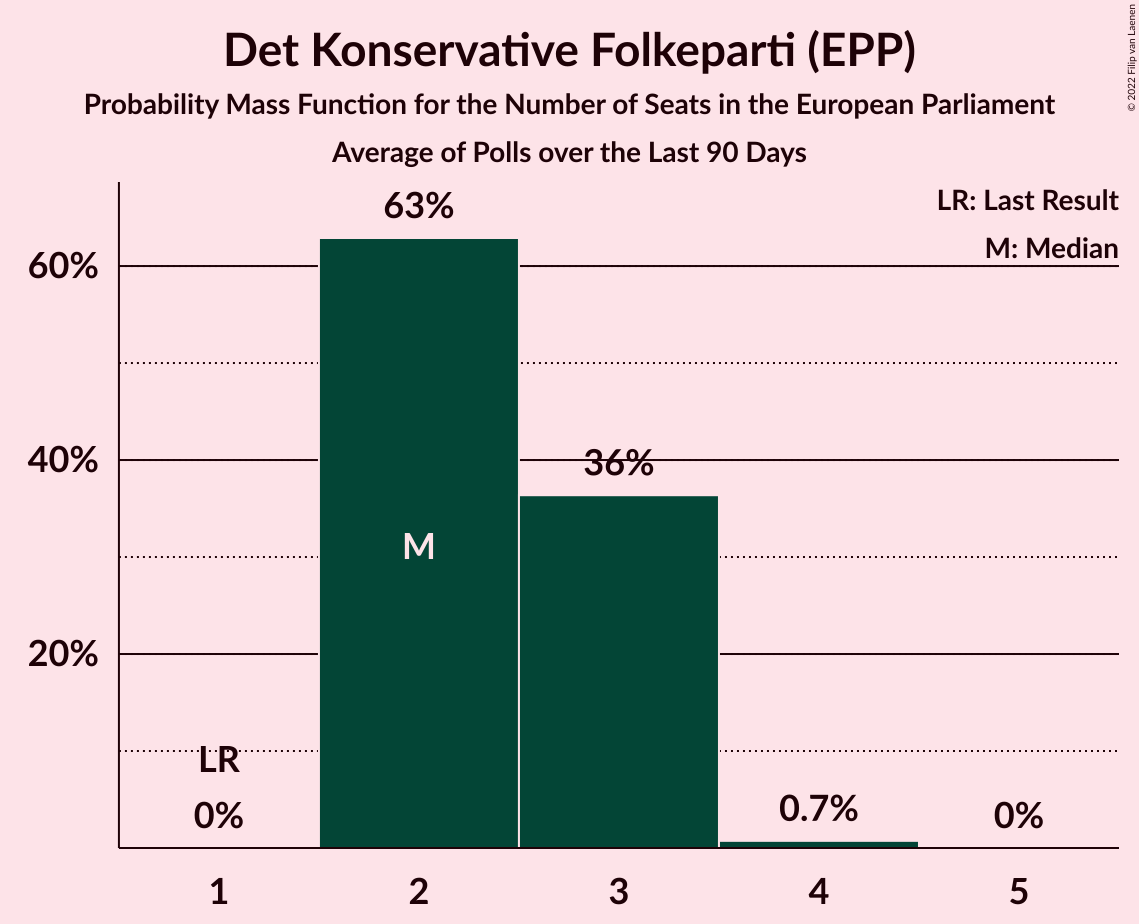 Det Konservative Folkeparti (EPP)
Probability Mass Function for the Number of Seats in the European Parliament
Average of Polls over the Last 90 Days
© 2022 Filip van Laenen
LR: Last Result
M: Median
63%
60%
40%
36%
M
20%
LR
0%
0.7%
0%
1 2 3 4 5